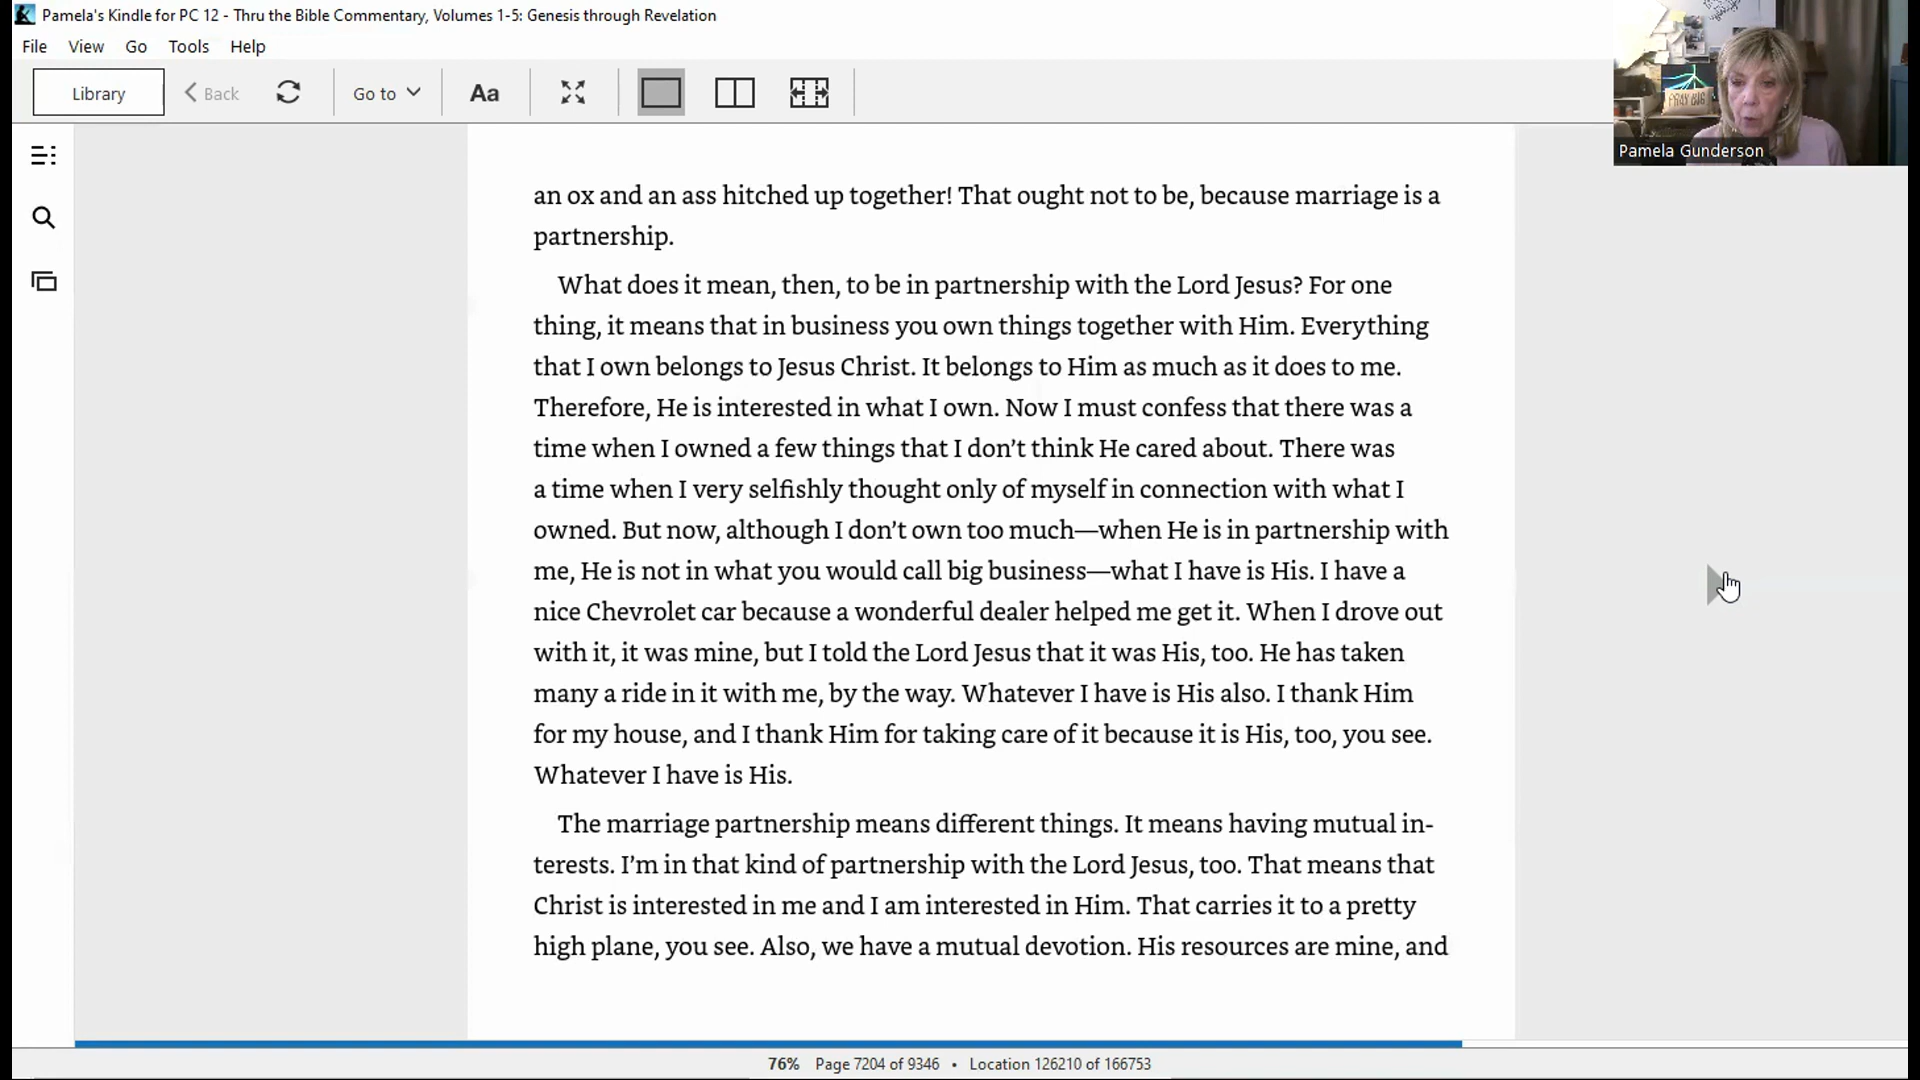 Pamela's Kindle for PC 12 - Thru the Bible Commentary, Volumes 1-5: Genesis through Revelation
File View Go Tools Help
Library Back Go to Aa
PRAY BIG
Pamela Gunderson
an ox and an ass hitched up together! That ought not to be, because marriage is a
partnership.
What does it mean, then, to be in partnership with the Lord Jesus? For one
thing, it means that in business you own things together with Him. Everything
that I own belongs to Jesus Christ. It belongs to Him as much as it does to me.
Therefore, He is interested in what I own. Now I must confess that there was a
time when I owned a few things that I don’t think He cared about. There was
a time when I very selfishly thought only of myself in connection with what I
owned. But now, although I don’t own too much—when He is in partnership with
me, He is not in what you would call big business—what I have is His. I have a
nice Chevrolet car because a wonderful dealer helped me get it. When I drove out
with it, it was mine, but I told the Lord Jesus that it was His, too. He has taken
many a ride in it with me, by the way. Whatever I have is His also. I thank Him
for my house, and I thank Him for taking care of it because it is His, too, you see.
Whatever I have is His.
The marriage partnership means different things. It means having mutual in-
terests. I’m in that kind of partnership with the Lord Jesus, too. That means that
Christ is interested in me and I am interested in Him. That carries it to a pretty
high plane, you see. Also, we have a mutual devotion. His resources are mine, and
76% Page 7204 of 9346 • Location 126210 of 166753